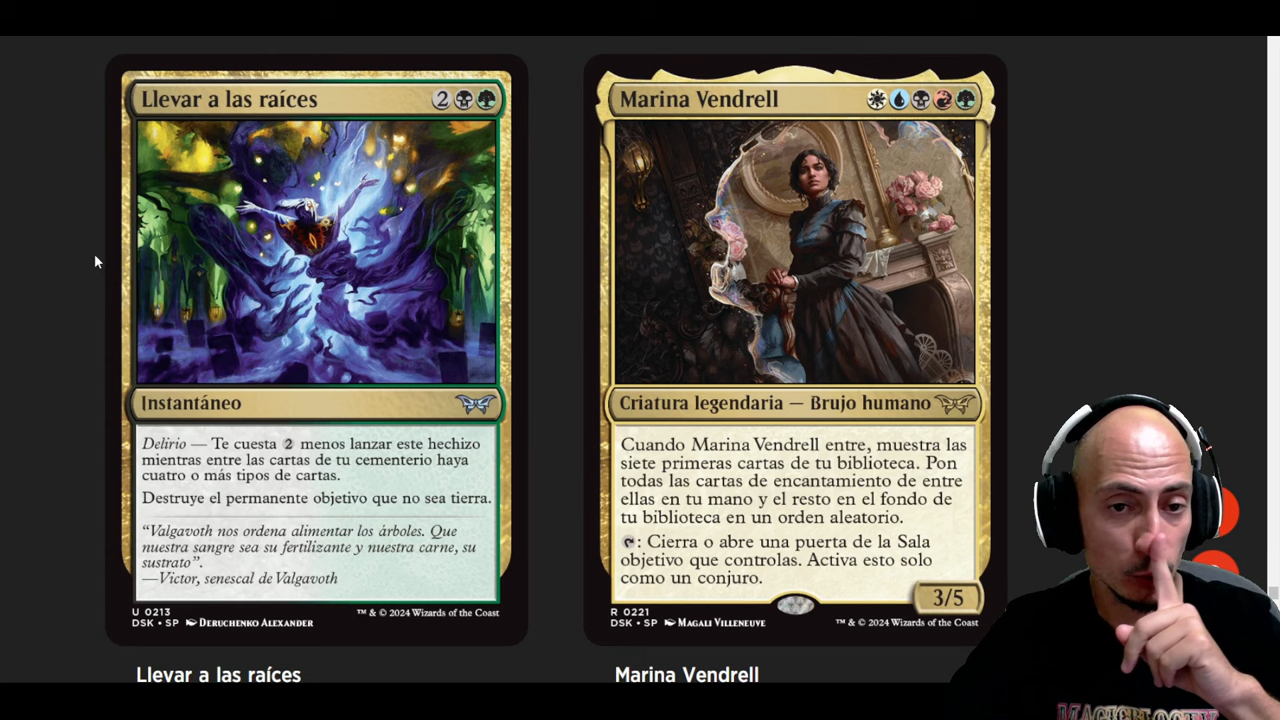 Llevar a las raíces
2
Instantáneo
Delirio — Te cuesta 2 menos lanzar este hechizo
mientras entre las cartas de tu cementerio haya
cuatro o más tipos de cartas.
Destruye el permanente objetivo que no sea tierra.
“Valgavoth nos ordena alimentar los árboles. Que
nuestra sangre sea su fertilizante y nuestra carne, su
sustrato”.
—Victor, senescal de Valgavoth
U 0213
DSK • SP Deruchenko Alexander
™ & © 2024 Wizards of the Coast
Llevar a las raíces
Marina Vendrell
Criatura legendaria — Brujo humano
Cuando Marina Vendrell entre, muestra las
siete primeras cartas de tu biblioteca. Pon
todas las cartas de encantamiento de entre
ellas en tu mano y el resto en el fondo de
tu biblioteca en un orden aleatorio.
: Cierra o abre una puerta de la Sala
objetivo que controlas. Activa esto solo
como un conjuro.
3/5
R 0221
DSK • SP Magali Villeneuve
™ & © 2024 Wizards of the Coast
Marina Vendrell